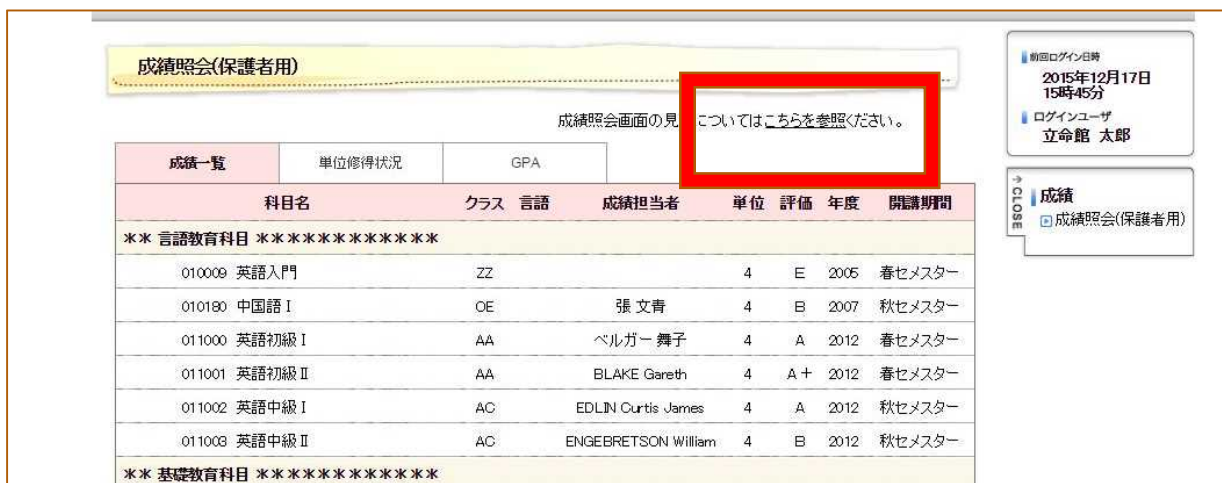 成績照会(保護者用)
成績照会画面の見 についてはこちらを参照ください。
成績一覧 単位修得状況 GPA
科目名 クラス 言語 成績担当者 単位 評価 年度 開講期間
** 言語教育科目 ************
010009 英語入門 ZZ 4 E 2005 春セメスター
010180 中国語Ⅰ OE 張 文青 4 B 2007 秋セメスター
011000 英語初級Ⅰ AA ベルガー 舞子 4 A 2012 春セメスター
011001 英語初級Ⅱ AA BLAKE Gareth 4 A+ 2012 春セメスター
011002 英語中級Ⅰ AC EDLIN Curtis James 4 A 2012 秋セメスター
011003 英語中級Ⅱ AC ENGEBRETSON William 4 B 2012 秋セメスター
** 基礎教育科目 ************
前回ログイン日時
2015年12月17日
15時45分
ログインユーザ
立命館 太郎
→CLOSE
成績
成績照会(保護者用)